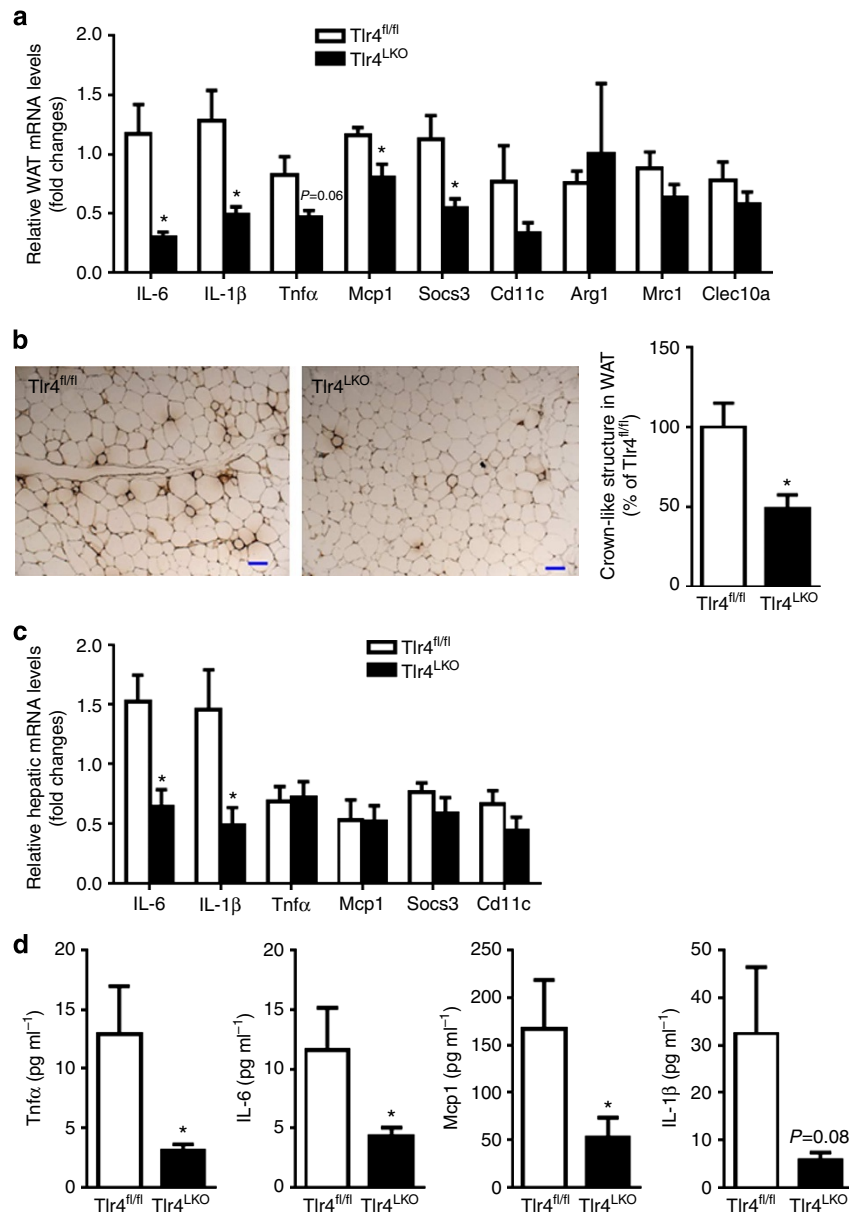 a
Relative WAT mRNA levels
(fold changes)
2.0
1.5
1.0
0.5
0.0
Tlr4fl/fl
Tlr4LKO
*
*
P=0.06
*
*
IL-6 IL-1β Tnfα Mcp1 Socs3 Cd11c Arg1 Mrc1 Clec10a
b
Tlr4fl/fl
Tlr4LKO
Crown-like structure in WAT
(% of Tlr4fl/fl)
150
100
50
0
*
Tlr4fl/fl Tlr4LKO
c
Relative hepatic mRNA levels
(fold changes)
2.0
1.5
1.0
0.5
0.0
Tlr4fl/fl
Tlr4LKO
*
*
IL-6 IL-1β Tnfα Mcp1 Socs3 Cd11c
d
Tnfα (pg ml−1)
20
15
10
5
0
*
Tlr4fl/fl Tlr4LKO
IL-6 (pg ml−1)
20
15
10
5
0
*
Tlr4fl/fl Tlr4LKO
Mcp1 (pg ml−1)
250
200
150
100
50
0
*
Tlr4fl/fl Tlr4LKO
IL-1β (pg ml−1)
50
40
30
20
10
0
P=0.08
Tlr4fl/fl Tlr4LKO